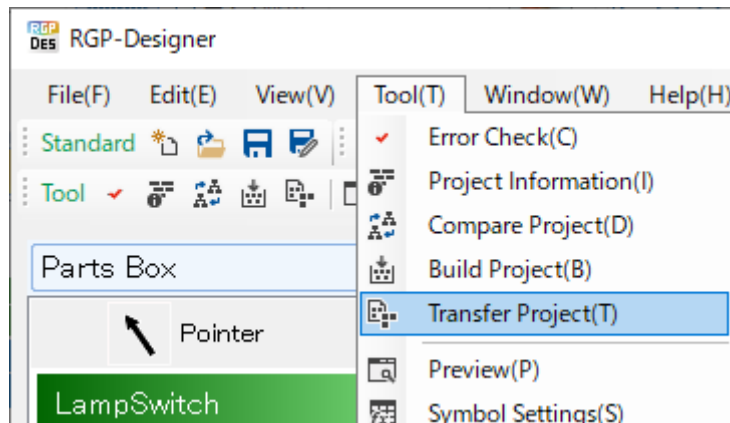 RGP DES RGP-Designer
File(F) Edit(E) View(V) Tool(T) Window(W) Help(H)
Standard
Error Check(C)
Tool
Project Information(I)
Compare Project(D)
Parts Box
Build Project(B)
Transfer Project(T)
Pointer
Preview(P)
LampSwitch
Symbol Settings(S)